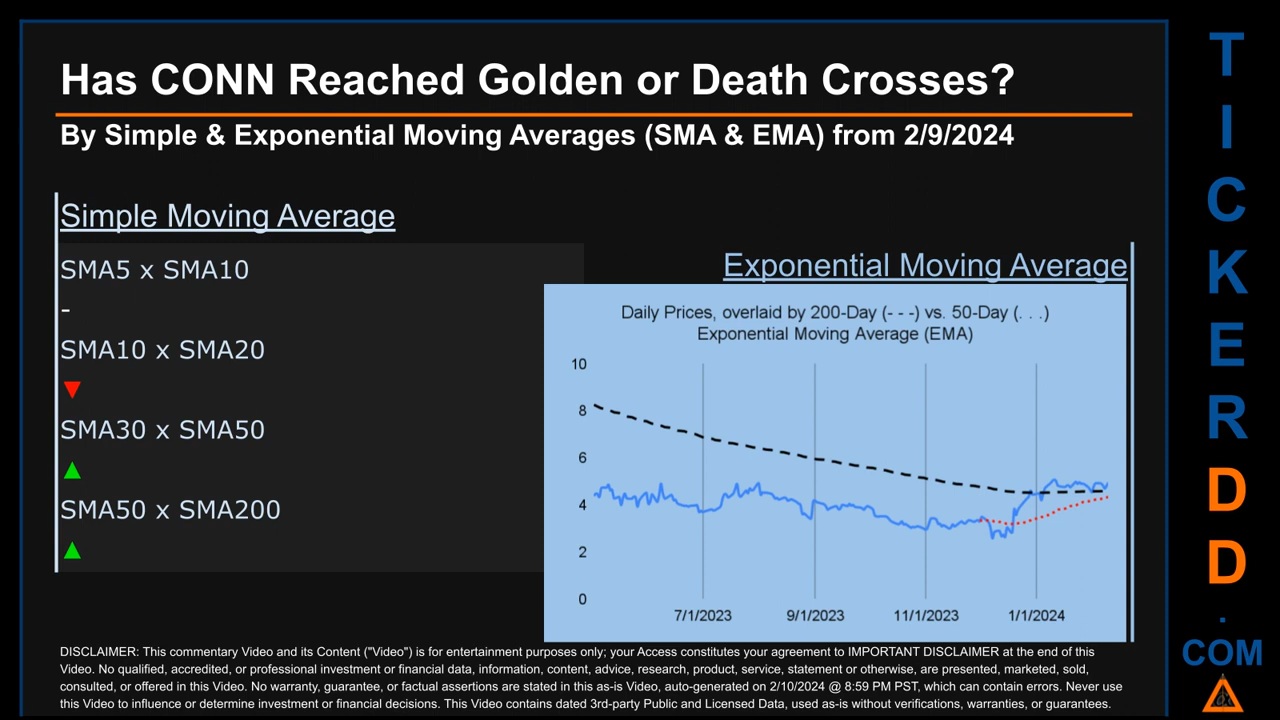 Has CONN Reached Golden or Death Crosses?
By Simple & Exponential Moving Averages (SMA & EMA) from 2/9/2024
Simple Moving Average
SMA5 x SMA10
-
SMA10 x SMA20
▼
SMA30 x SMA50
▲
SMA50 x SMA200
▲
Exponential Moving Average
Daily Prices, overlaid by 200-Day (- - -) vs. 50-Day (. . .)
Exponential Moving Average (EMA)
10
8
6
4
2
0
7/1/2023
9/1/2023
11/1/2023
1/1/2024
DISCLAIMER: This commentary Video and its Content ("Video") is for entertainment purposes only; your Access constitutes your agreement to IMPORTANT DISCLAIMER at the end of this
Video. No qualified, accredited, or professional investment or financial data, information, content, advice, research, product, service, statement or otherwise, are presented, marketed, sold,
consulted, or offered in this Video. No warranty, guarantee, or factual assertions are stated in this as-is Video, auto-generated on 2/10/2024 @ 8:59 PM PST, which can contain errors. Never use
this Video to influence or determine investment or financial decisions. This Video contains dated 3rd-party Public and Licensed Data, used as-is without verifications, warranties, or guarantees.
T
I
C
K
E
R
D
D
.
COM